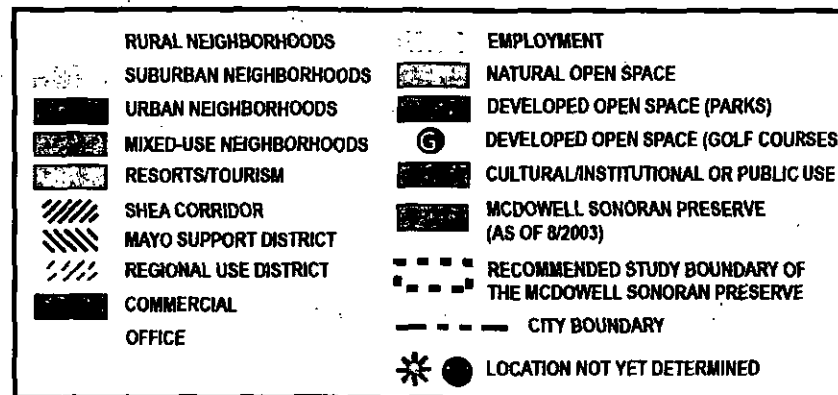 RURAL NEIGHBORHOODS
SUBURBAN NEIGHBORHOODS
URBAN NEIGHBORHOODS
MIXED-USE NEIGHBORHOODS
RESORTS/TOURISM
SHEA CORRIDOR
MAYO SUPPORT DISTRICT
REGIONAL USE DISTRICT
COMMERCIAL
OFFICE
EMPLOYMENT
NATURAL OPEN SPACE
DEVELOPED OPEN SPACE (PARKS)
G DEVELOPED OPEN SPACE (GOLF COURSES
CULTURAL/INSTITUTIONAL OR PUBLIC USE
MCDOWELL SONORAN PRESERVE
(AS OF 8/2003)
RECOMMENDED STUDY BOUNDARY OF
THE MCDOWELL SONORAN PRESERVE
CITY BOUNDARY
LOCATION NOT YET DETERMINED